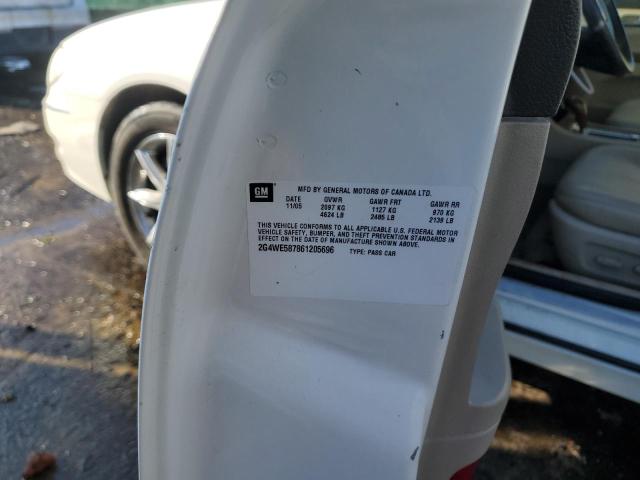 GM
MFD BY GENERAL MOTORS OF CANADA LTD.
DATE GVWR GAWR FRT GAWR RR
11/05 2097 KG 1127 KG 970 KG
4624 LB 2485 LB 2139 LB
THIS VEHICLE CONFORMS TO ALL APPLICABLE U.S. FEDERAL MOTOR
VEHICLE SAFETY, BUMPER, AND THEFT PREVENTION STANDARDS IN
EFFECT ON THE DATE OF MANUFACTURE SHOWN ABOVE.
2G4WE587861205696 TYPE: PASS CAR